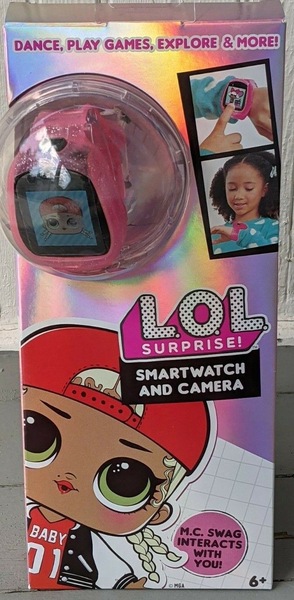 DANCE, PLAY GAMES, EXPLORE & MORE!
L.O.L.
SURPRISE!
SMARTWATCH
AND CAMERA
BABY
01
M.C. SWAG
INTERACTS
WITH
YOU!
© MGA
6+